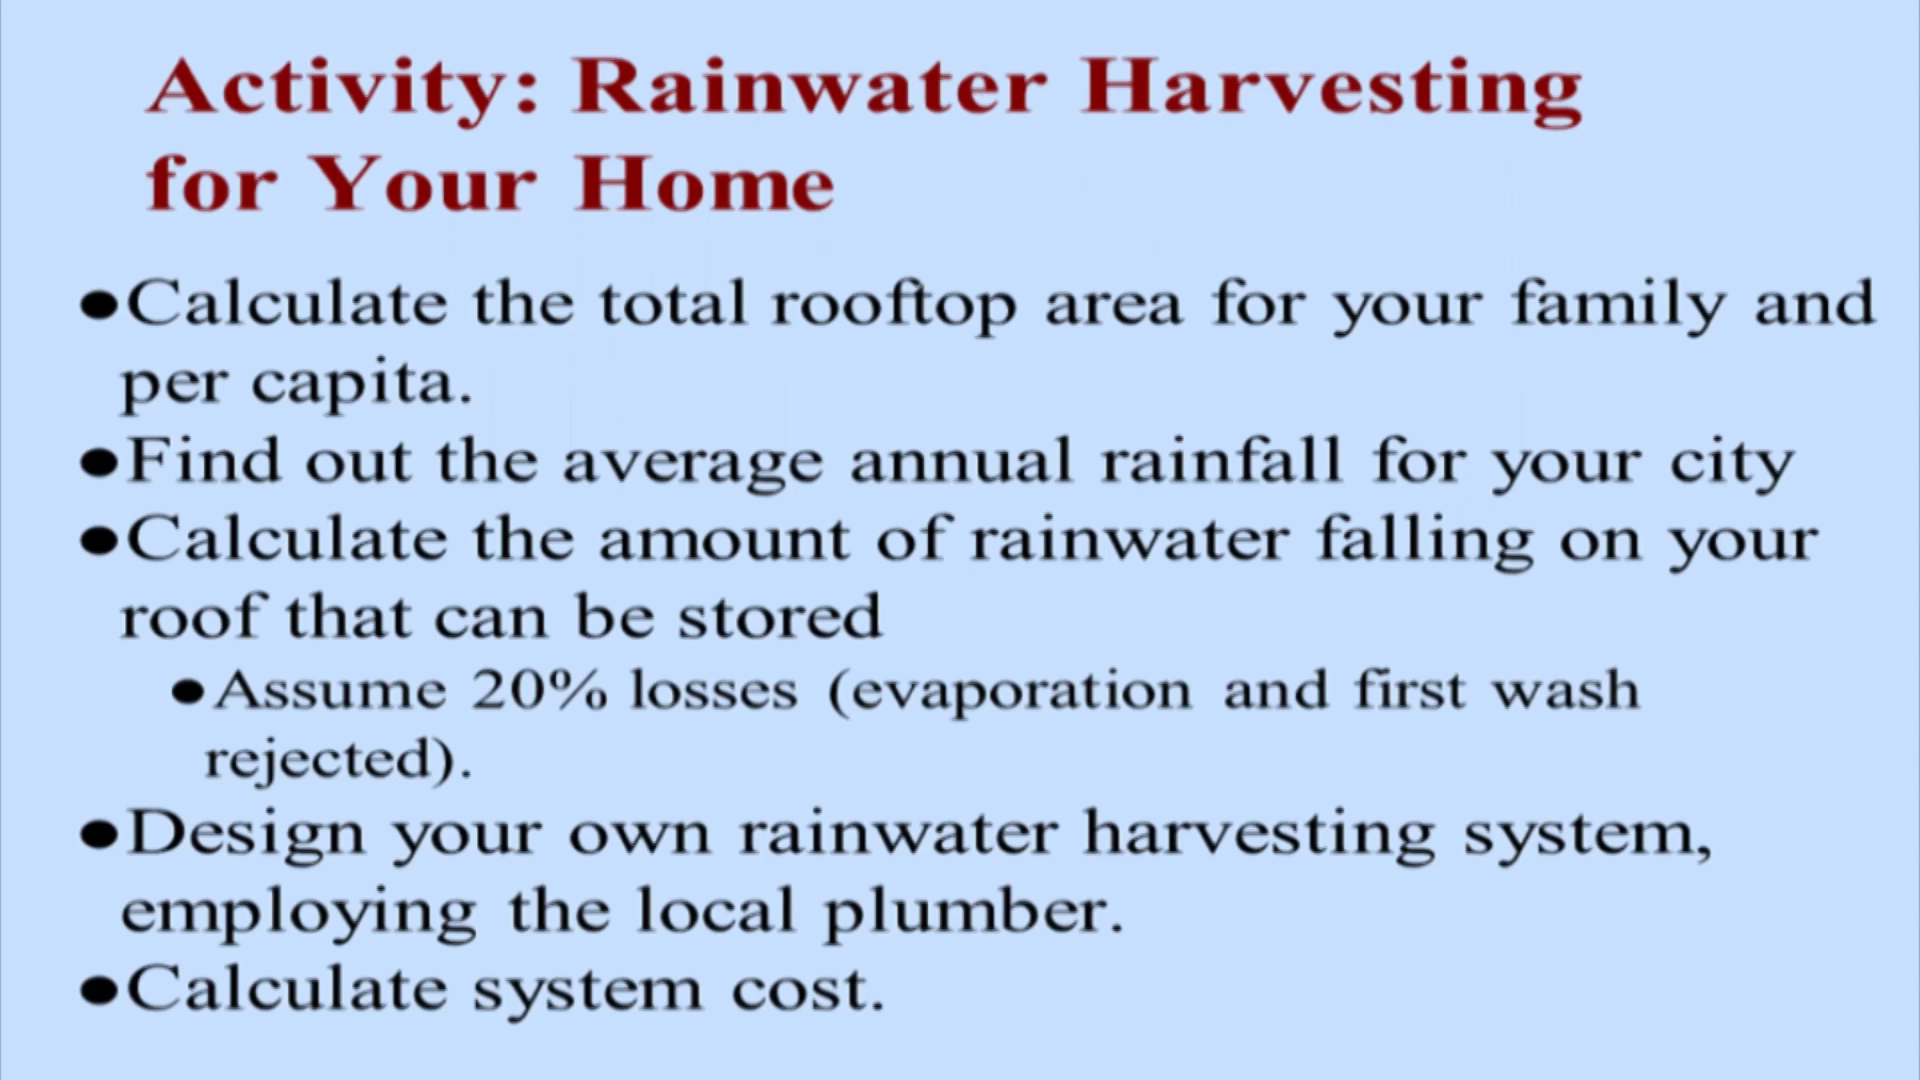 Activity: Rainwater Harvesting
for Your Home
●Calculate the total rooftop area for your family and
per capita.
●Find out the average annual rainfall for your city
●Calculate the amount of rainwater falling on your
roof that can be stored
●Assume 20% losses (evaporation and first wash
rejected).
●Design your own rainwater harvesting system,
employing the local plumber.
●Calculate system cost.